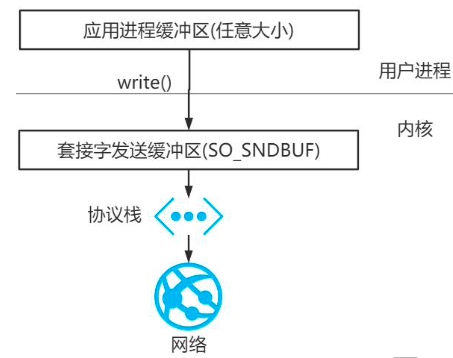 应用进程缓冲区(任意大小)
用户进程
write()
内核
套接字发送缓冲区(SO_SNDBUF)
协议栈
网络